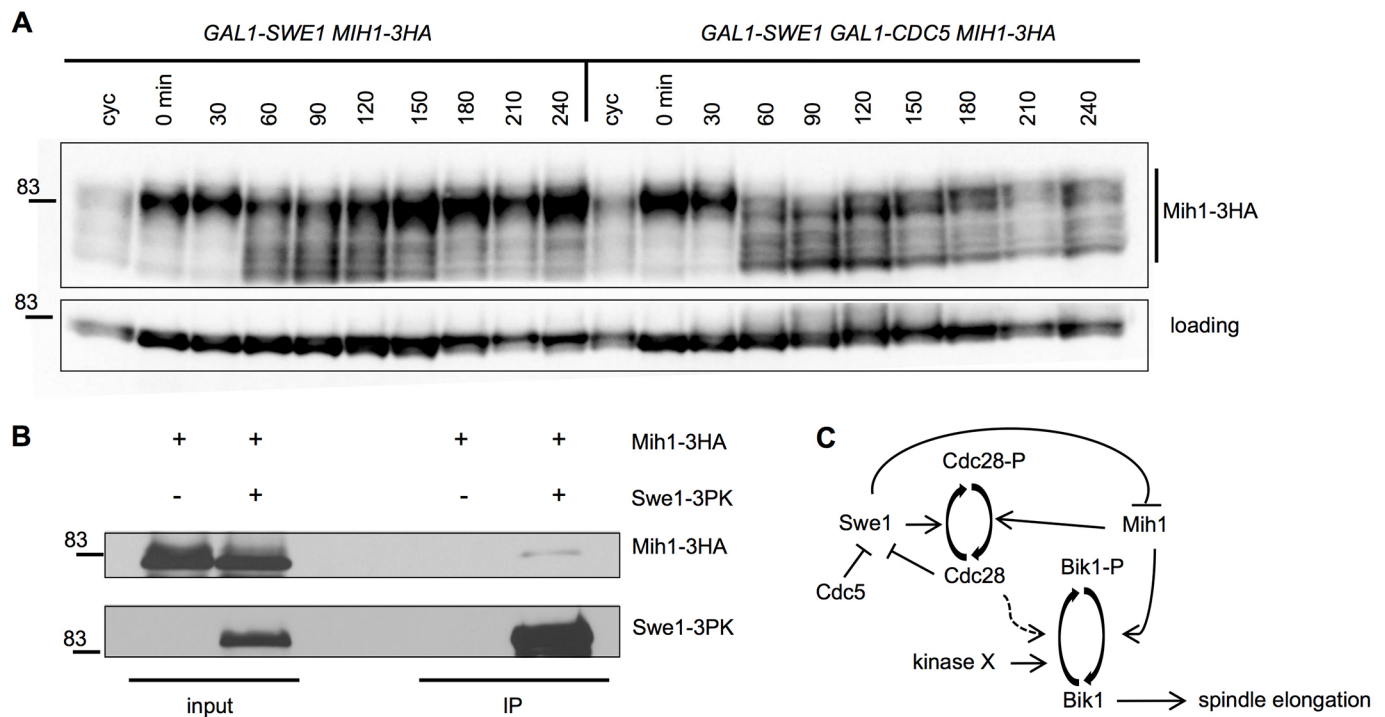 A
GAL1-SWE1 MIH1-3HA GAL1-SWE1 GAL1-CDC5 MIH1-3HA
cyc 0 min 30 60 90 120 150 180 210 240 cyc 0 min 30 60 90 120 150 180 210 240
83
Mih1-3HA
83
loading
B
+ + + + Mih1-3HA
- + - + Swe1-3PK
83 Mih1-3HA
83 Swe1-3PK
input IP
C
Cdc28-P
Swe1 Mih1
Cdc5 Cdc28 Bik1-P
kinase X
Bik1 spindle elongation